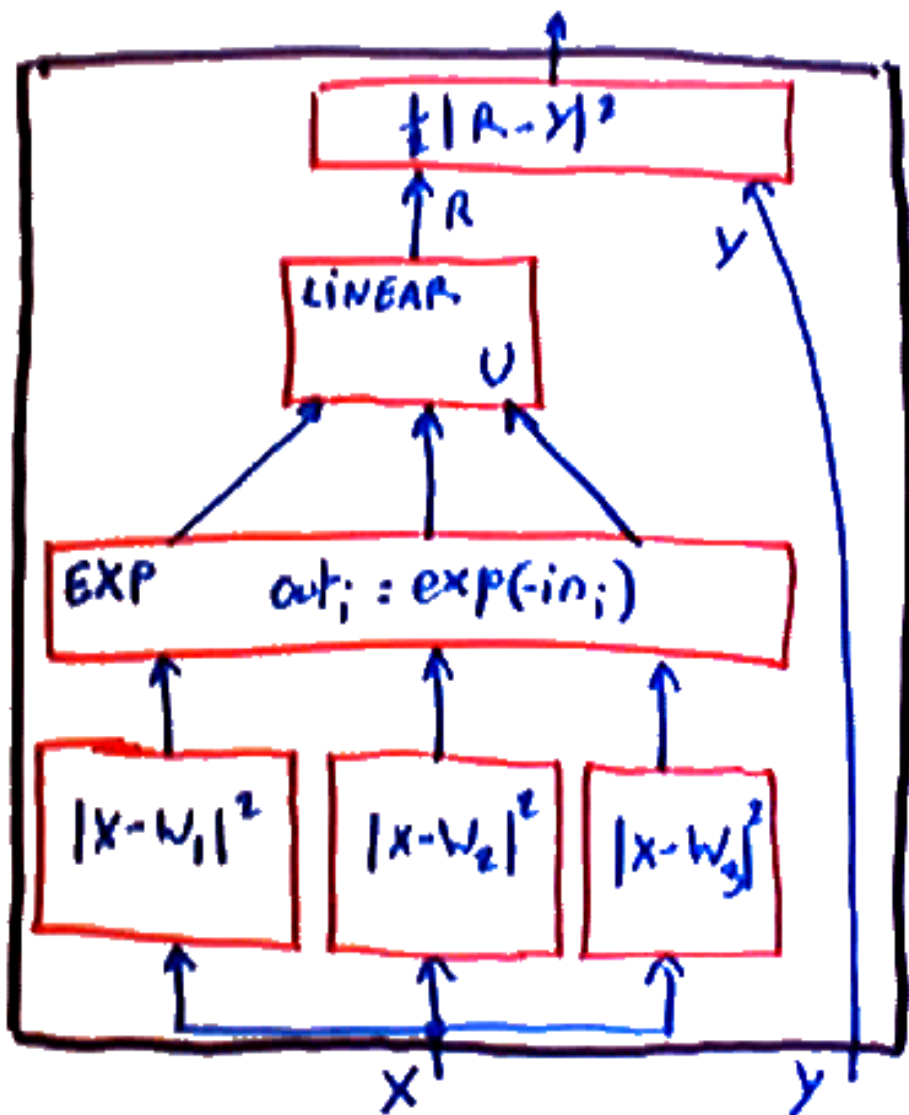 ½|R-Y|²
R
Y
LINEAR
U
EXP out_i : exp(-in_i)
|X-W₁|² |X-W₂|² |X-W₃|²
X Y